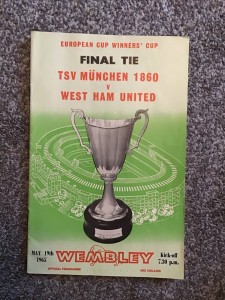 EUROPEAN CUP WINNERS' CUP
FINAL TIE
TSV MÜNCHEN 1860
V
WEST HAM UNITED
MAY 19th
1965
WEMBLEY
Kick-off
7.30 p.m.
OFFICIAL PROGRAMME
ONE SHILLING